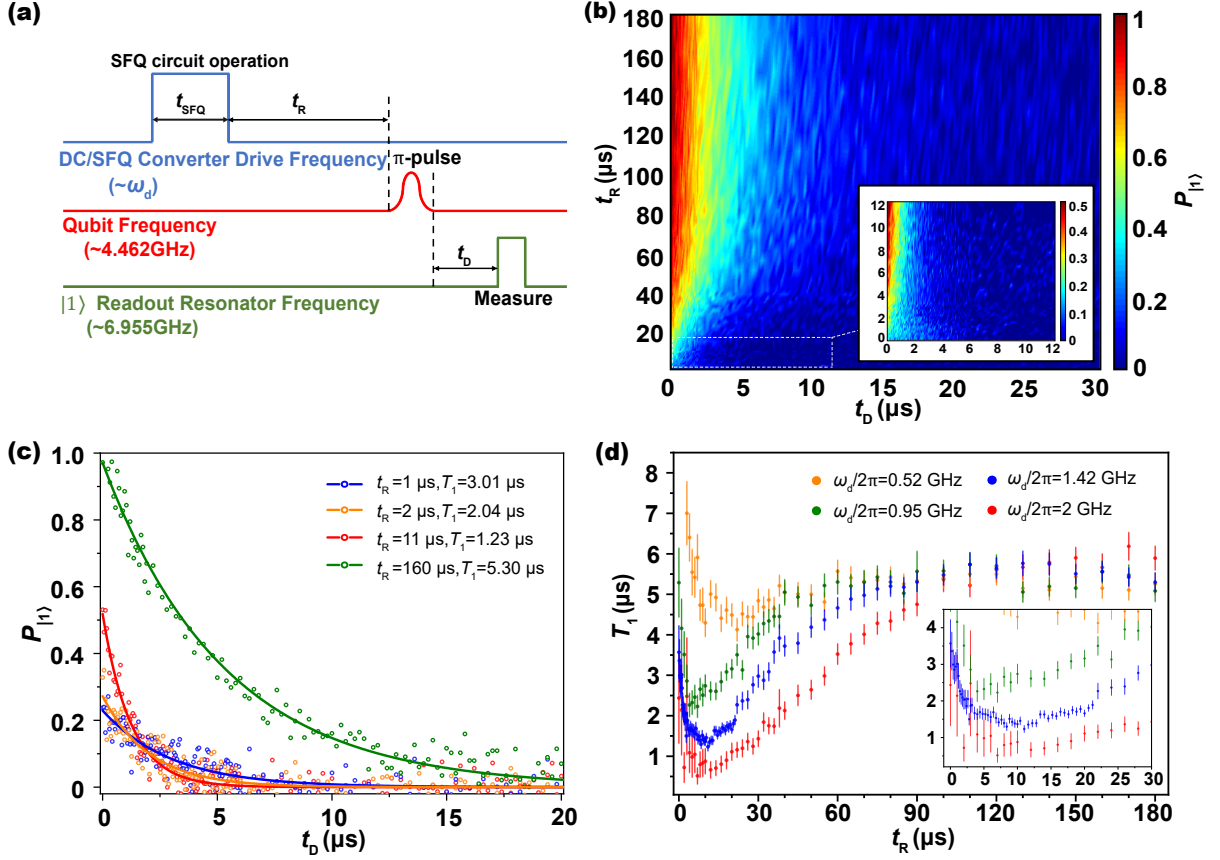 (a)
SFQ circuit operation
t_SFQ
t_R
DC/SFQ Converter Drive Frequency
(~ω_d)
π-pulse
Qubit Frequency
(~4.462GHz)
t_D
|1⟩ Readout Resonator Frequency
(~6.955GHz)
Measure
(b)
180
160
140
120
100
80
60
40
20
t_R (µs)
0
5
10
15
20
25
30
t_D (µs)
1
0.8
0.6
0.4
0.2
0
P_|1⟩
12
10
8
6
4
2
0
0 2 4 6 8 10 12
0.5
0.4
0.3
0.2
0.1
0
(c)
1.0
0.8
0.6
0.4
0.2
0
P_|1⟩
t_R =1 µs, T_1=3.01 µs
t_R =2 µs, T_1=2.04 µs
t_R =11 µs, T_1=1.23 µs
t_R =160 µs, T_1=5.30 µs
0 5 10 15 20
t_D (µs)
(d)
8
7
6
5
4
3
2
1
T_1 (µs)
ω_d/2π=0.52 GHz
ω_d/2π=1.42 GHz
ω_d/2π=0.95 GHz
ω_d/2π=2 GHz
4
3
2
1
0 5 10 15 20 25 30
0 30 60 90 120 150 180
t_R (µs)